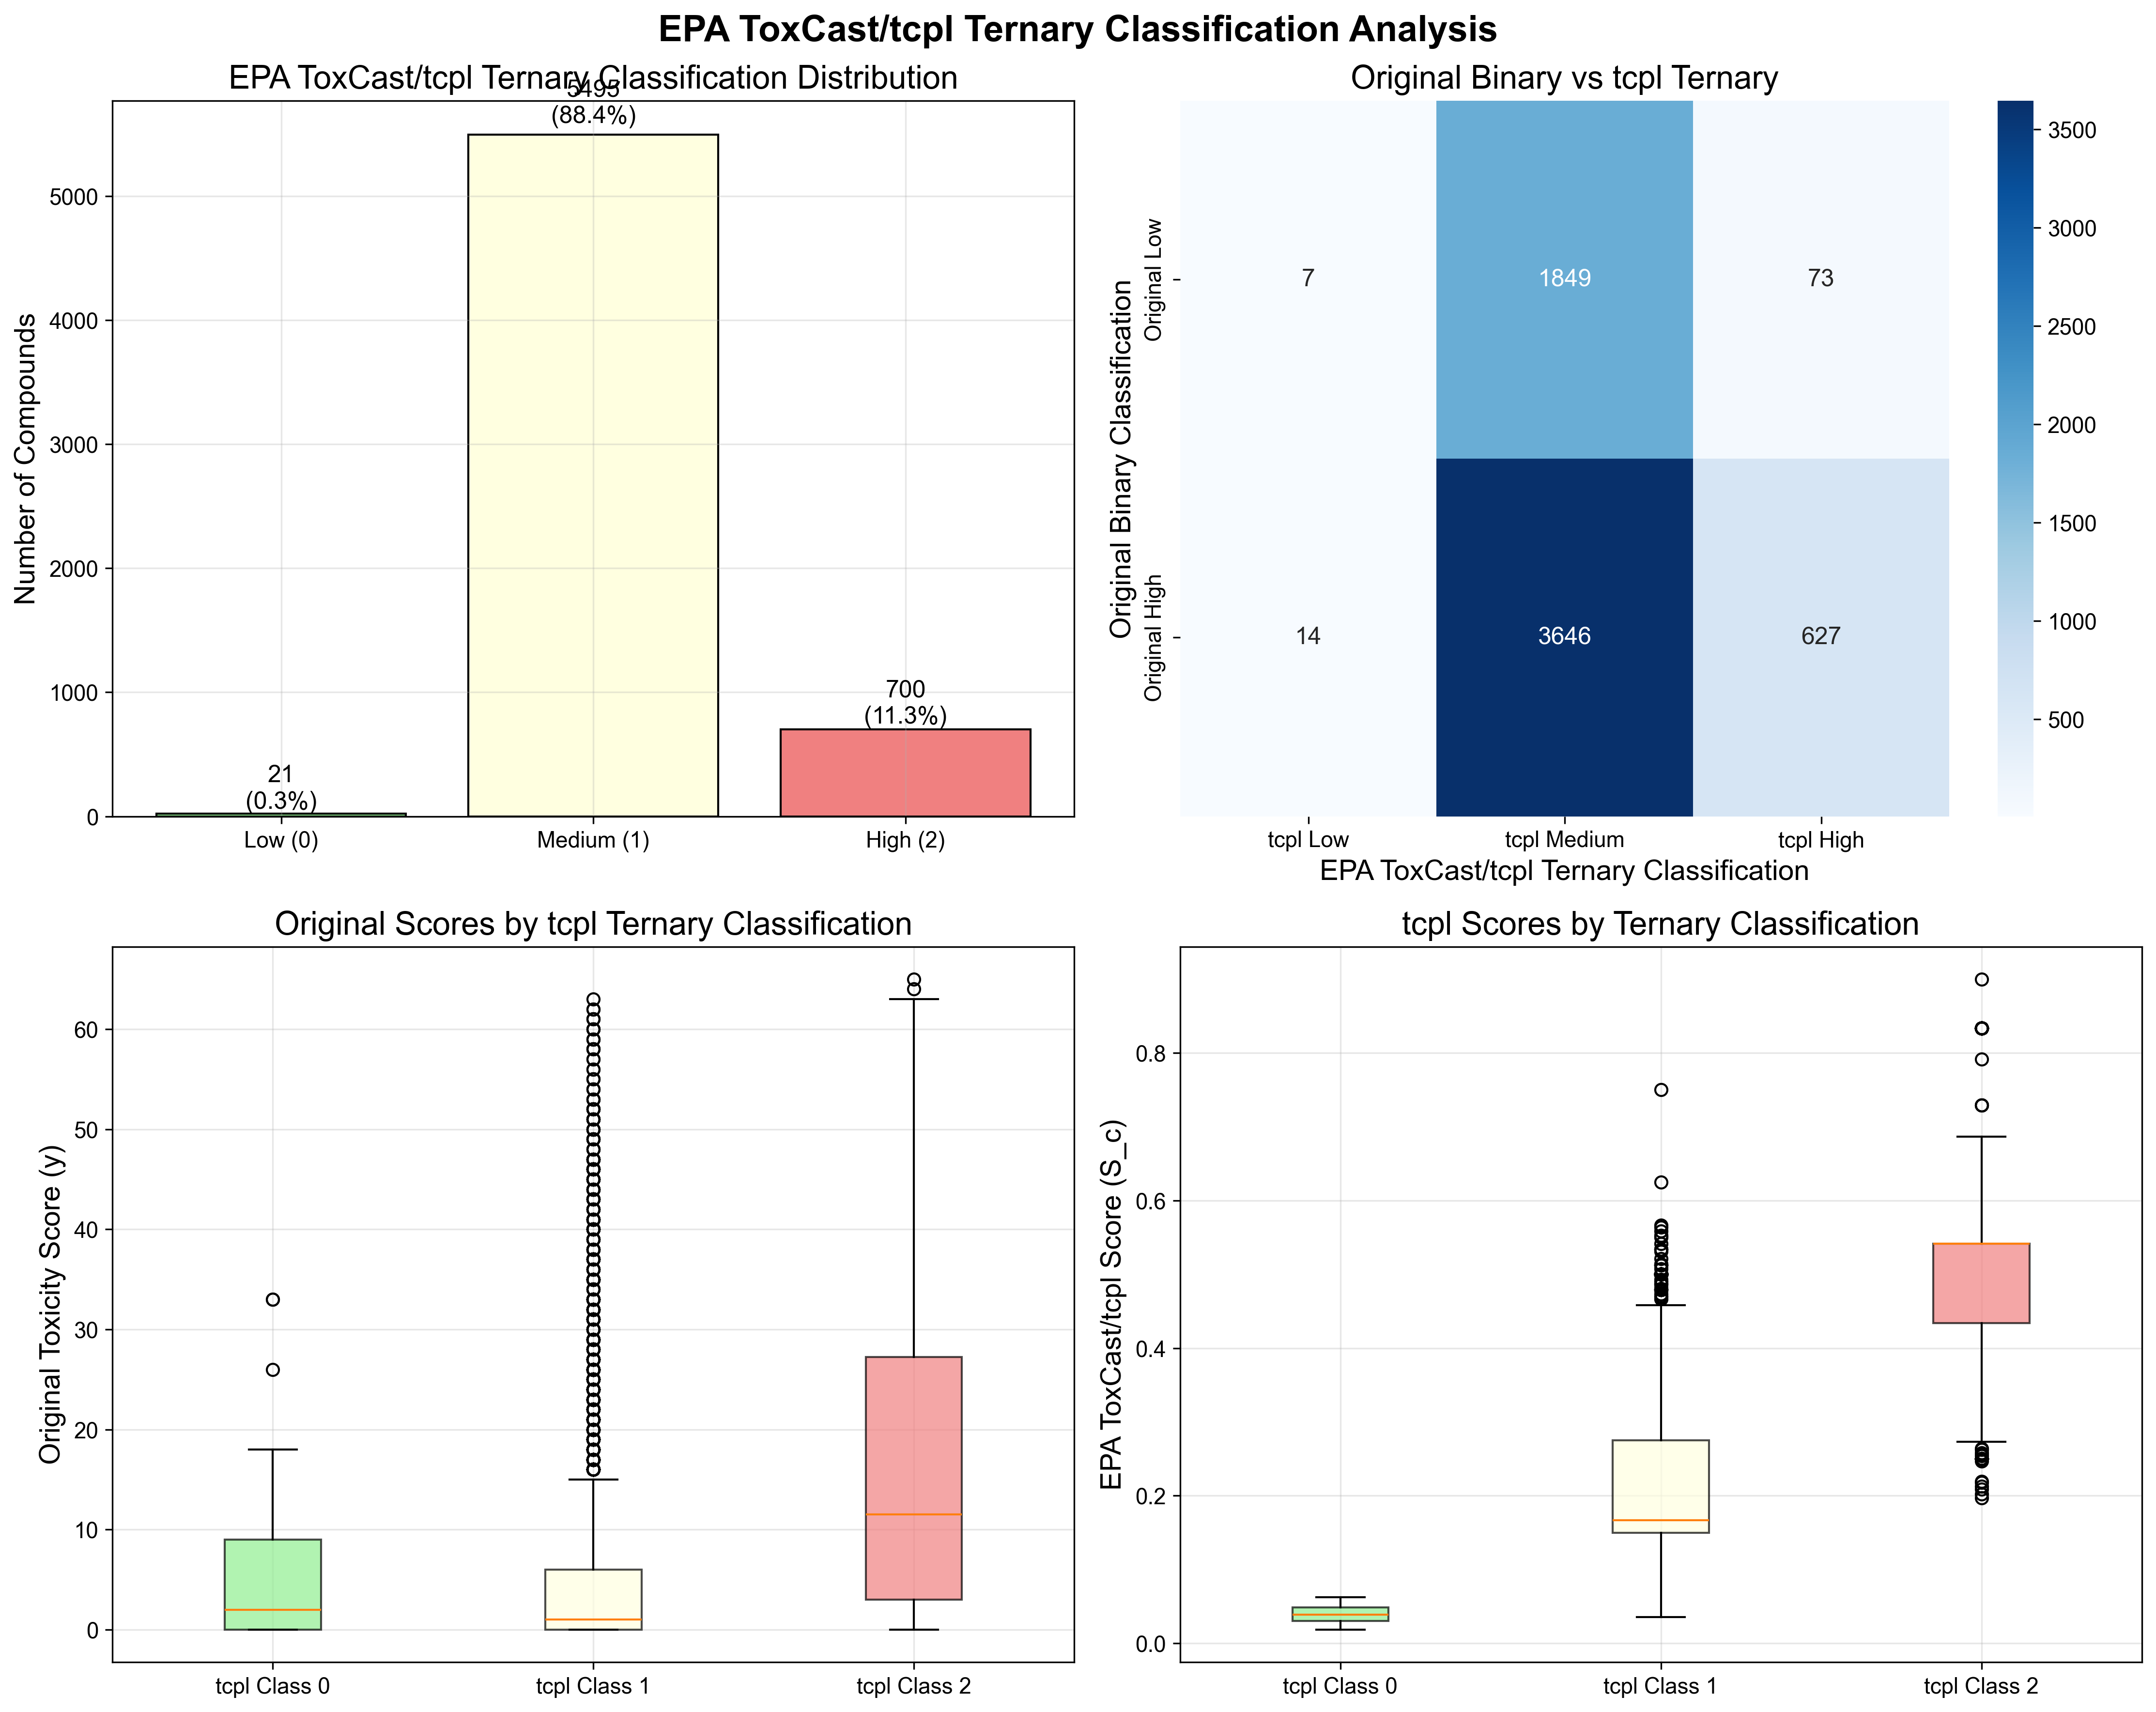 EPA ToxCast/tcpl Ternary Classification Analysis
EPA ToxCast/tcpl Ternary Classification Distribution
5495
(88.4%)
700
(11.3%)
21
(0.3%)
Number of Compounds
5000
4000
3000
2000
1000
0
Low (0)
Medium (1)
High (2)
Original Binary vs tcpl Ternary
Original Binary Classification
Original Low
Original High
7
1849
73
14
3646
627
tcpl Low
tcpl Medium
tcpl High
EPA ToxCast/tcpl Ternary Classification
3500
3000
2500
2000
1500
1000
500
Original Scores by tcpl Ternary Classification
Original Toxicity Score (y)
60
50
40
30
20
10
0
tcpl Class 0
tcpl Class 1
tcpl Class 2
tcpl Scores by Ternary Classification
EPA ToxCast/tcpl Score (S_c)
0.8
0.6
0.4
0.2
0.0
tcpl Class 0
tcpl Class 1
tcpl Class 2